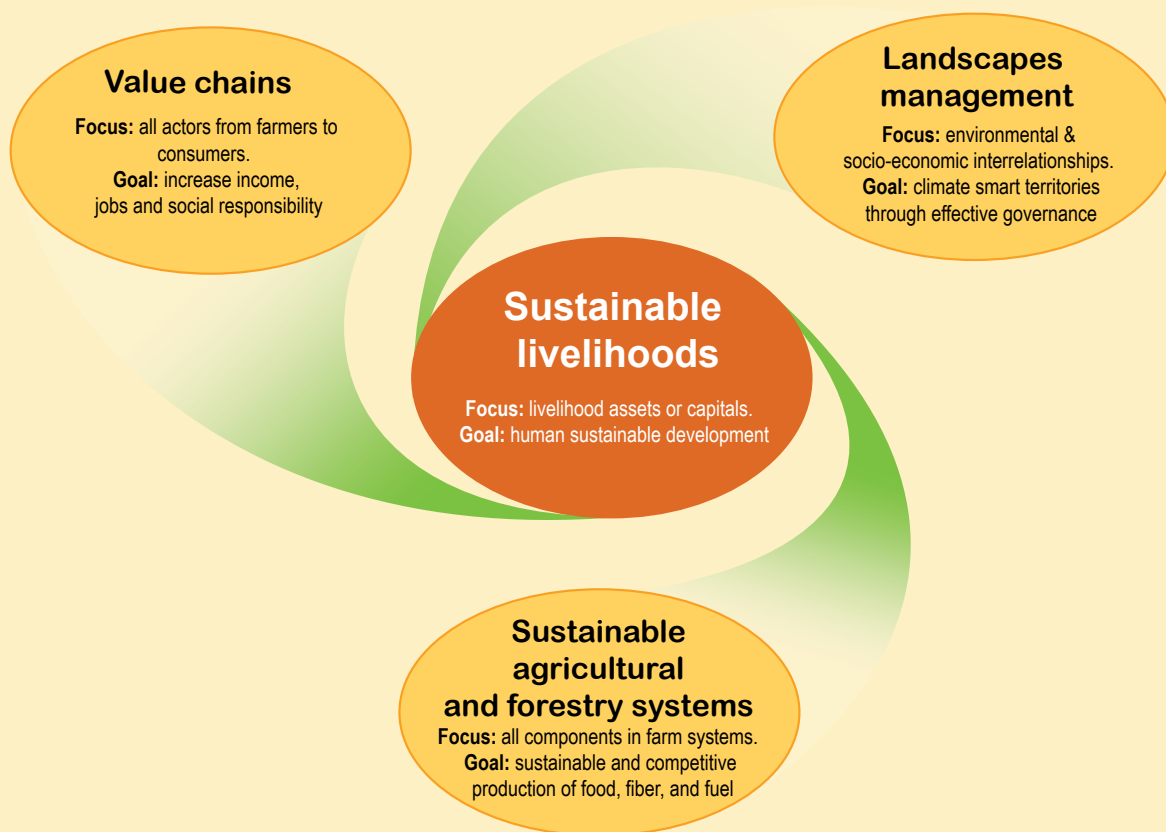 Value chains
Focus: all actors from farmers to
consumers.
Goal: increase income,
jobs and social responsibility
Landscapes
management
Focus: environmental &
socio-economic interrelationships.
Goal: climate smart territories
through effective governance
Sustainable
livelihoods
Focus: livelihood assets or capitals.
Goal: human sustainable development
Sustainable
agricultural
and forestry systems
Focus: all components in farm systems.
Goal: sustainable and competitive
production of food, fiber, and fuel